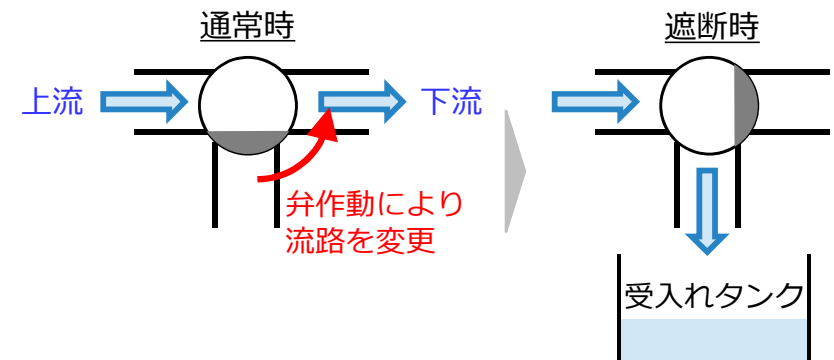 通常時
遮断時
上流
下流
弁作動により
流路を変更
受入れタンク